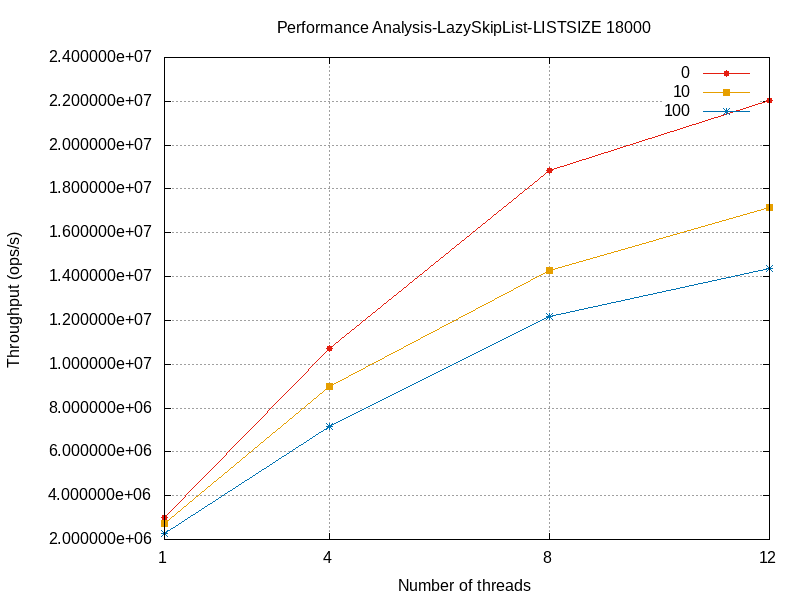 Performance Analysis-LazySkipList-LISTSIZE 18000
2.400000e+07
2.200000e+07
2.000000e+07
1.800000e+07
1.600000e+07
1.400000e+07
1.200000e+07
1.000000e+07
8.000000e+06
6.000000e+06
4.000000e+06
2.000000e+06
Throughput (ops/s)
0
10
100
1 4 8 12
Number of threads